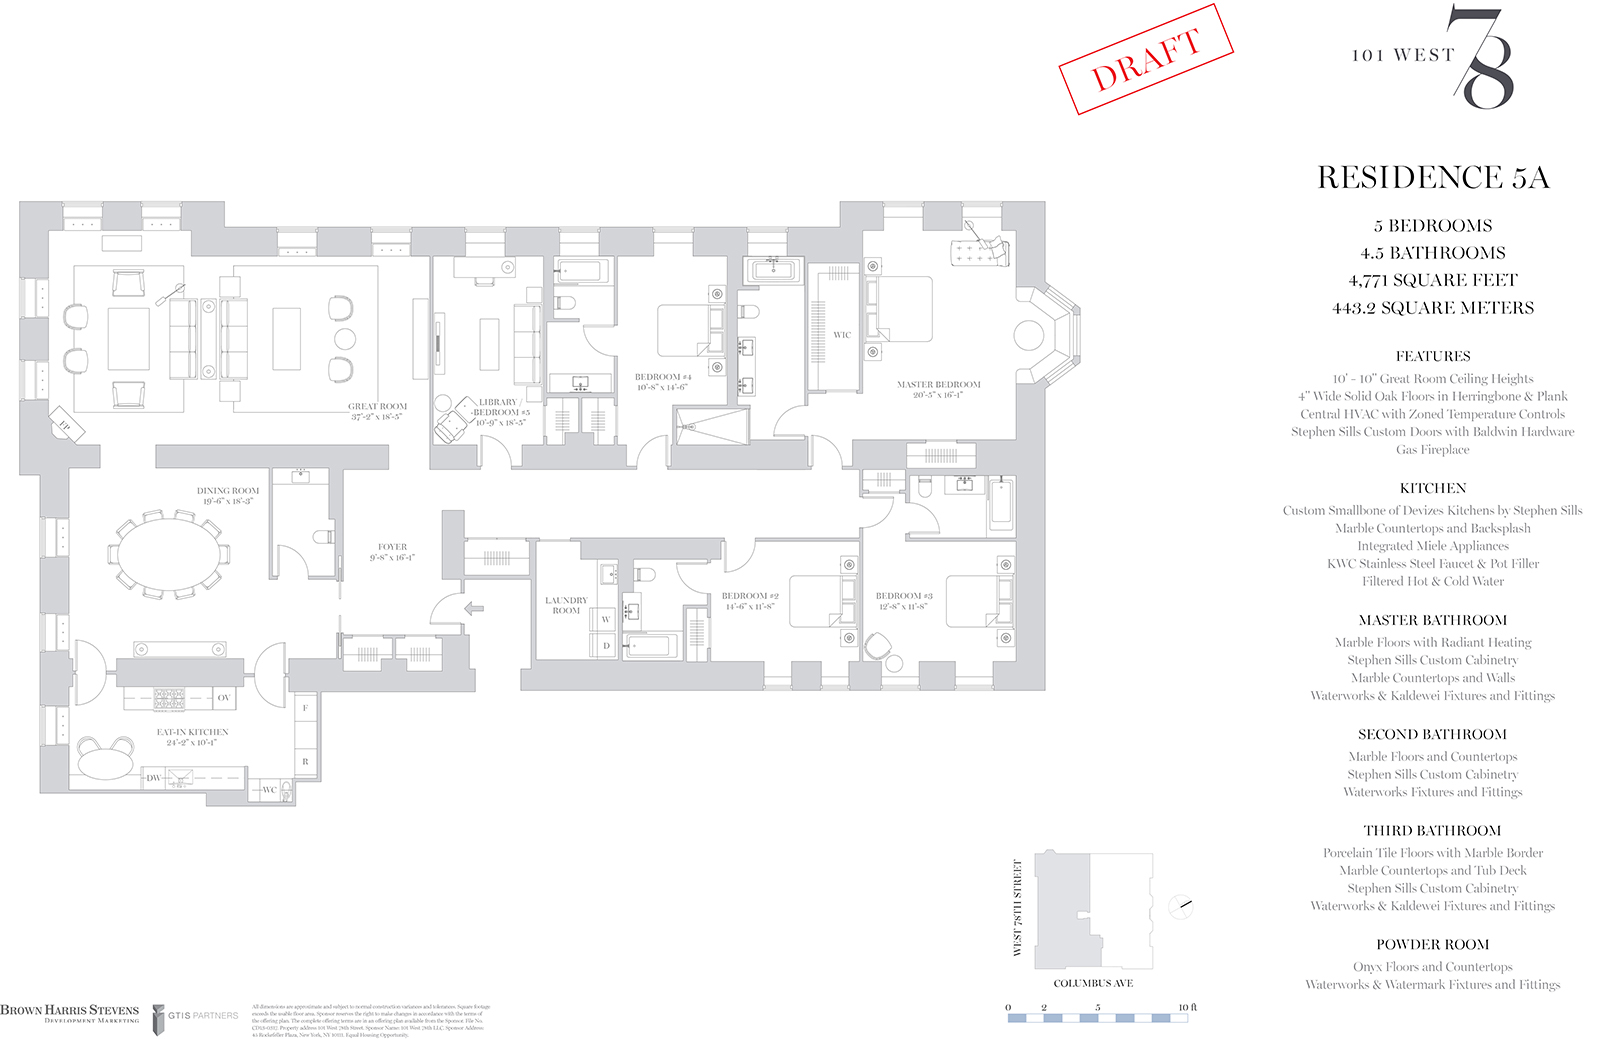 DRAFT
101 WEST
78
RESIDENCE 5A
5 BEDROOMS
4.5 BATHROOMS
4,771 SQUARE FEET
443.2 SQUARE METERS
FEATURES
10' - 10" Great Room Ceiling Heights
4" Wide Solid Oak Floors in Herringbone & Plank
Central HVAC with Zoned Temperature Controls
Stephen Sills Custom Doors with Baldwin Hardware
Gas Fireplace
KITCHEN
Custom Smallbone of Devizes Kitchens by Stephen Sills
Marble Countertops and Backsplash
Integrated Miele Appliances
KWC Stainless Steel Faucet & Pot Filler
Filtered Hot & Cold Water
MASTER BATHROOM
Marble Floors with Radiant Heating
Stephen Sills Custom Cabinetry
Marble Countertops and Walls
Waterworks & Kaldewei Fixtures and Fittings
SECOND BATHROOM
Marble Floors and Countertops
Stephen Sills Custom Cabinetry
Waterworks Fixtures and Fittings
THIRD BATHROOM
Porcelain Tile Floors with Marble Border
Marble Countertops and Tub Deck
Stephen Sills Custom Cabinetry
Waterworks & Kaldewei Fixtures and Fittings
POWDER ROOM
Onyx Floors and Countertops
Waterworks & Watermark Fixtures and Fittings
GREAT ROOM
37'-2" x 18'-5"
FP
LIBRARY /
BEDROOM #5
10'-9" x 18'-5"
BEDROOM #4
10'-8" x 14'-6"
WIC
MASTER BEDROOM
20'-5" x 16'-1"
DINING ROOM
19'-6" x 18'-3"
FOYER
9'-8" x 16'-1"
LAUNDRY
ROOM
W
D
BEDROOM #2
14'-6" x 11'-8"
BEDROOM #3
12'-8" x 11'-8"
OV
F
EAT-IN KITCHEN
24'-2" x 10'-1"
R
DW
WC
WEST 78TH STREET
COLUMBUS AVE
0 2 5 10 ft
BROWN HARRIS STEVENS
DEVELOPMENT MARKETING
GTIS PARTNERS
All dimensions are approximate and subject to normal construction variances and tolerances. Square footage
exceeds the usable floor area. Sponsor reserves the right to make changes in accordance with the terms of
the offering plan. The complete offering terms are in an offering plan available from the Sponsor. File No.
Property address: 101 West 78th Street. Sponsor Name: 101 West 78th LLC. Sponsor Address:
45 Rockefeller Plaza, New York, NY 10111. Equal Housing Opportunity.